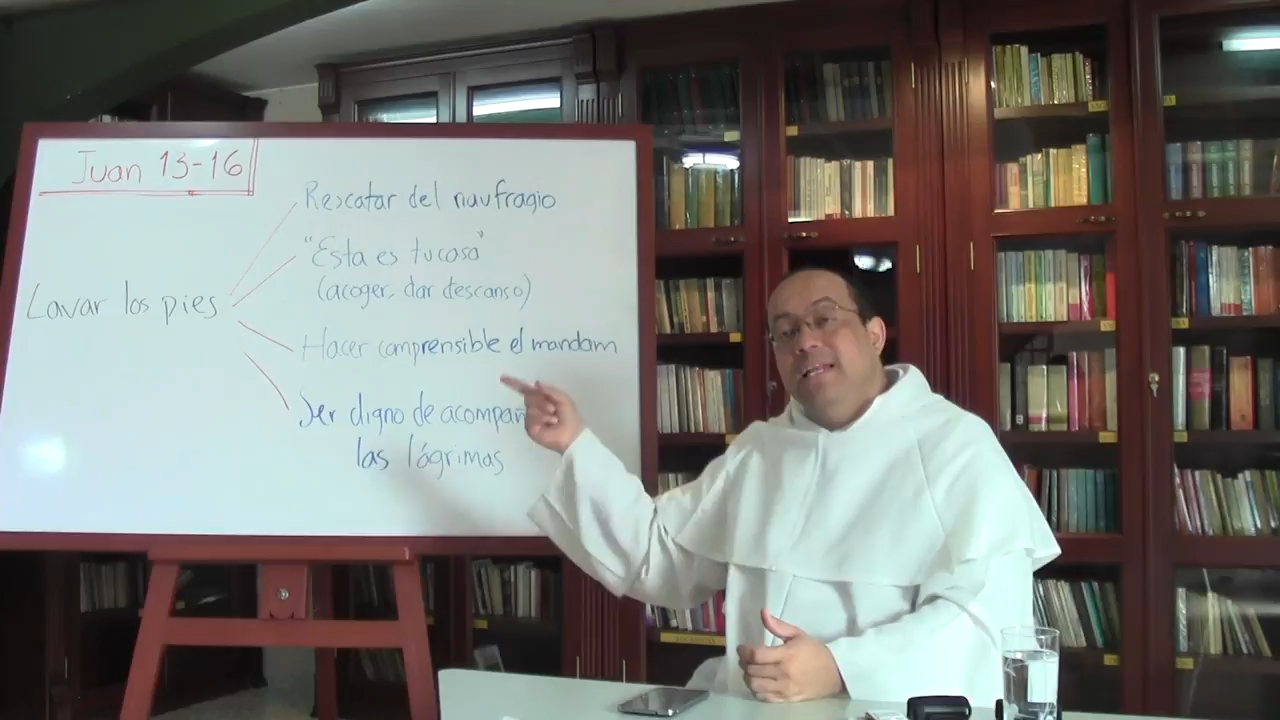 Juan 13-16
Lavar los pies
Rescatar del naufragio
"Esta es tu casa"
(acoger, dar descanso)
Hacer comprensible el mandam
Ser digno de acompañ
las lágrimas